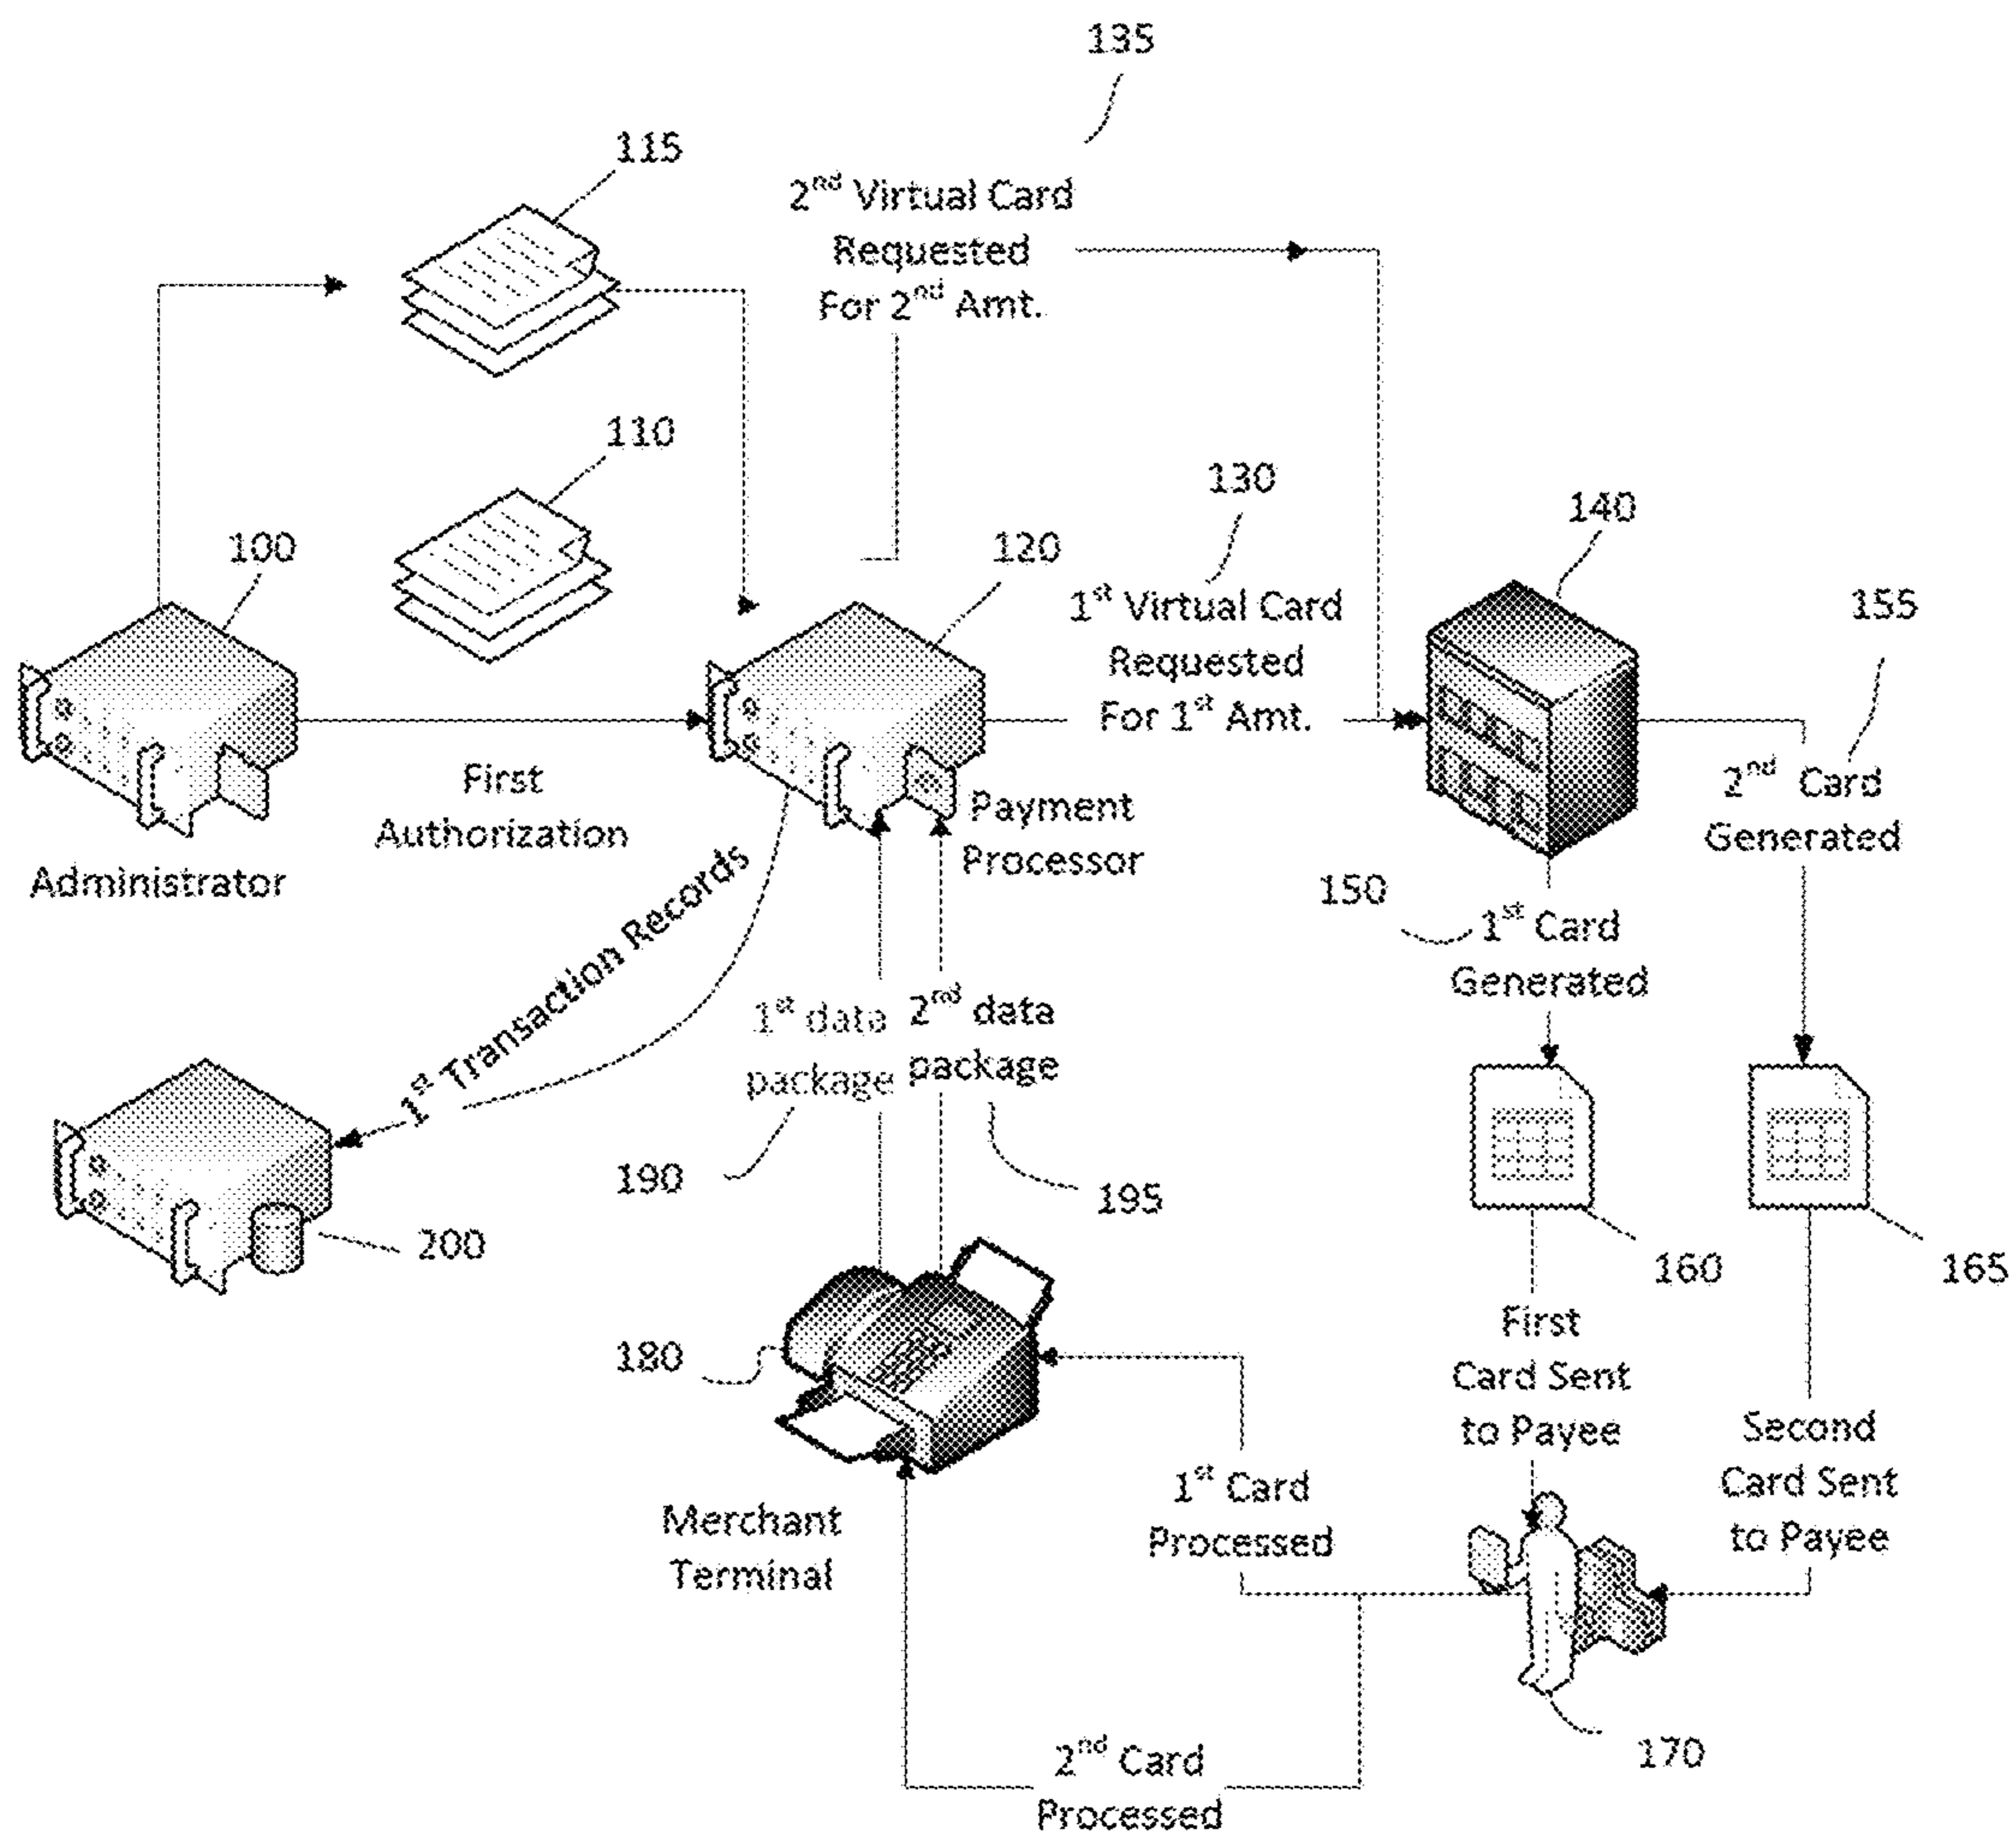 135
115
2nd Virtual Card
Requested
For 2nd Amt.
110
130
140
100
120
155
1st Virtual Card
Requested
For 1st Amt.
First
Authorization
Administrator
Payment
Processor
2nd Card
Generated
150
1st Card
Generated
1st Transaction Records
1st data
package
2nd data
package
190
195
200
160
165
180
First
Card Sent
to Payee
Second
Card Sent
to Payee
1st Card
Processed
Merchant
Terminal
170
2nd Card
Processed